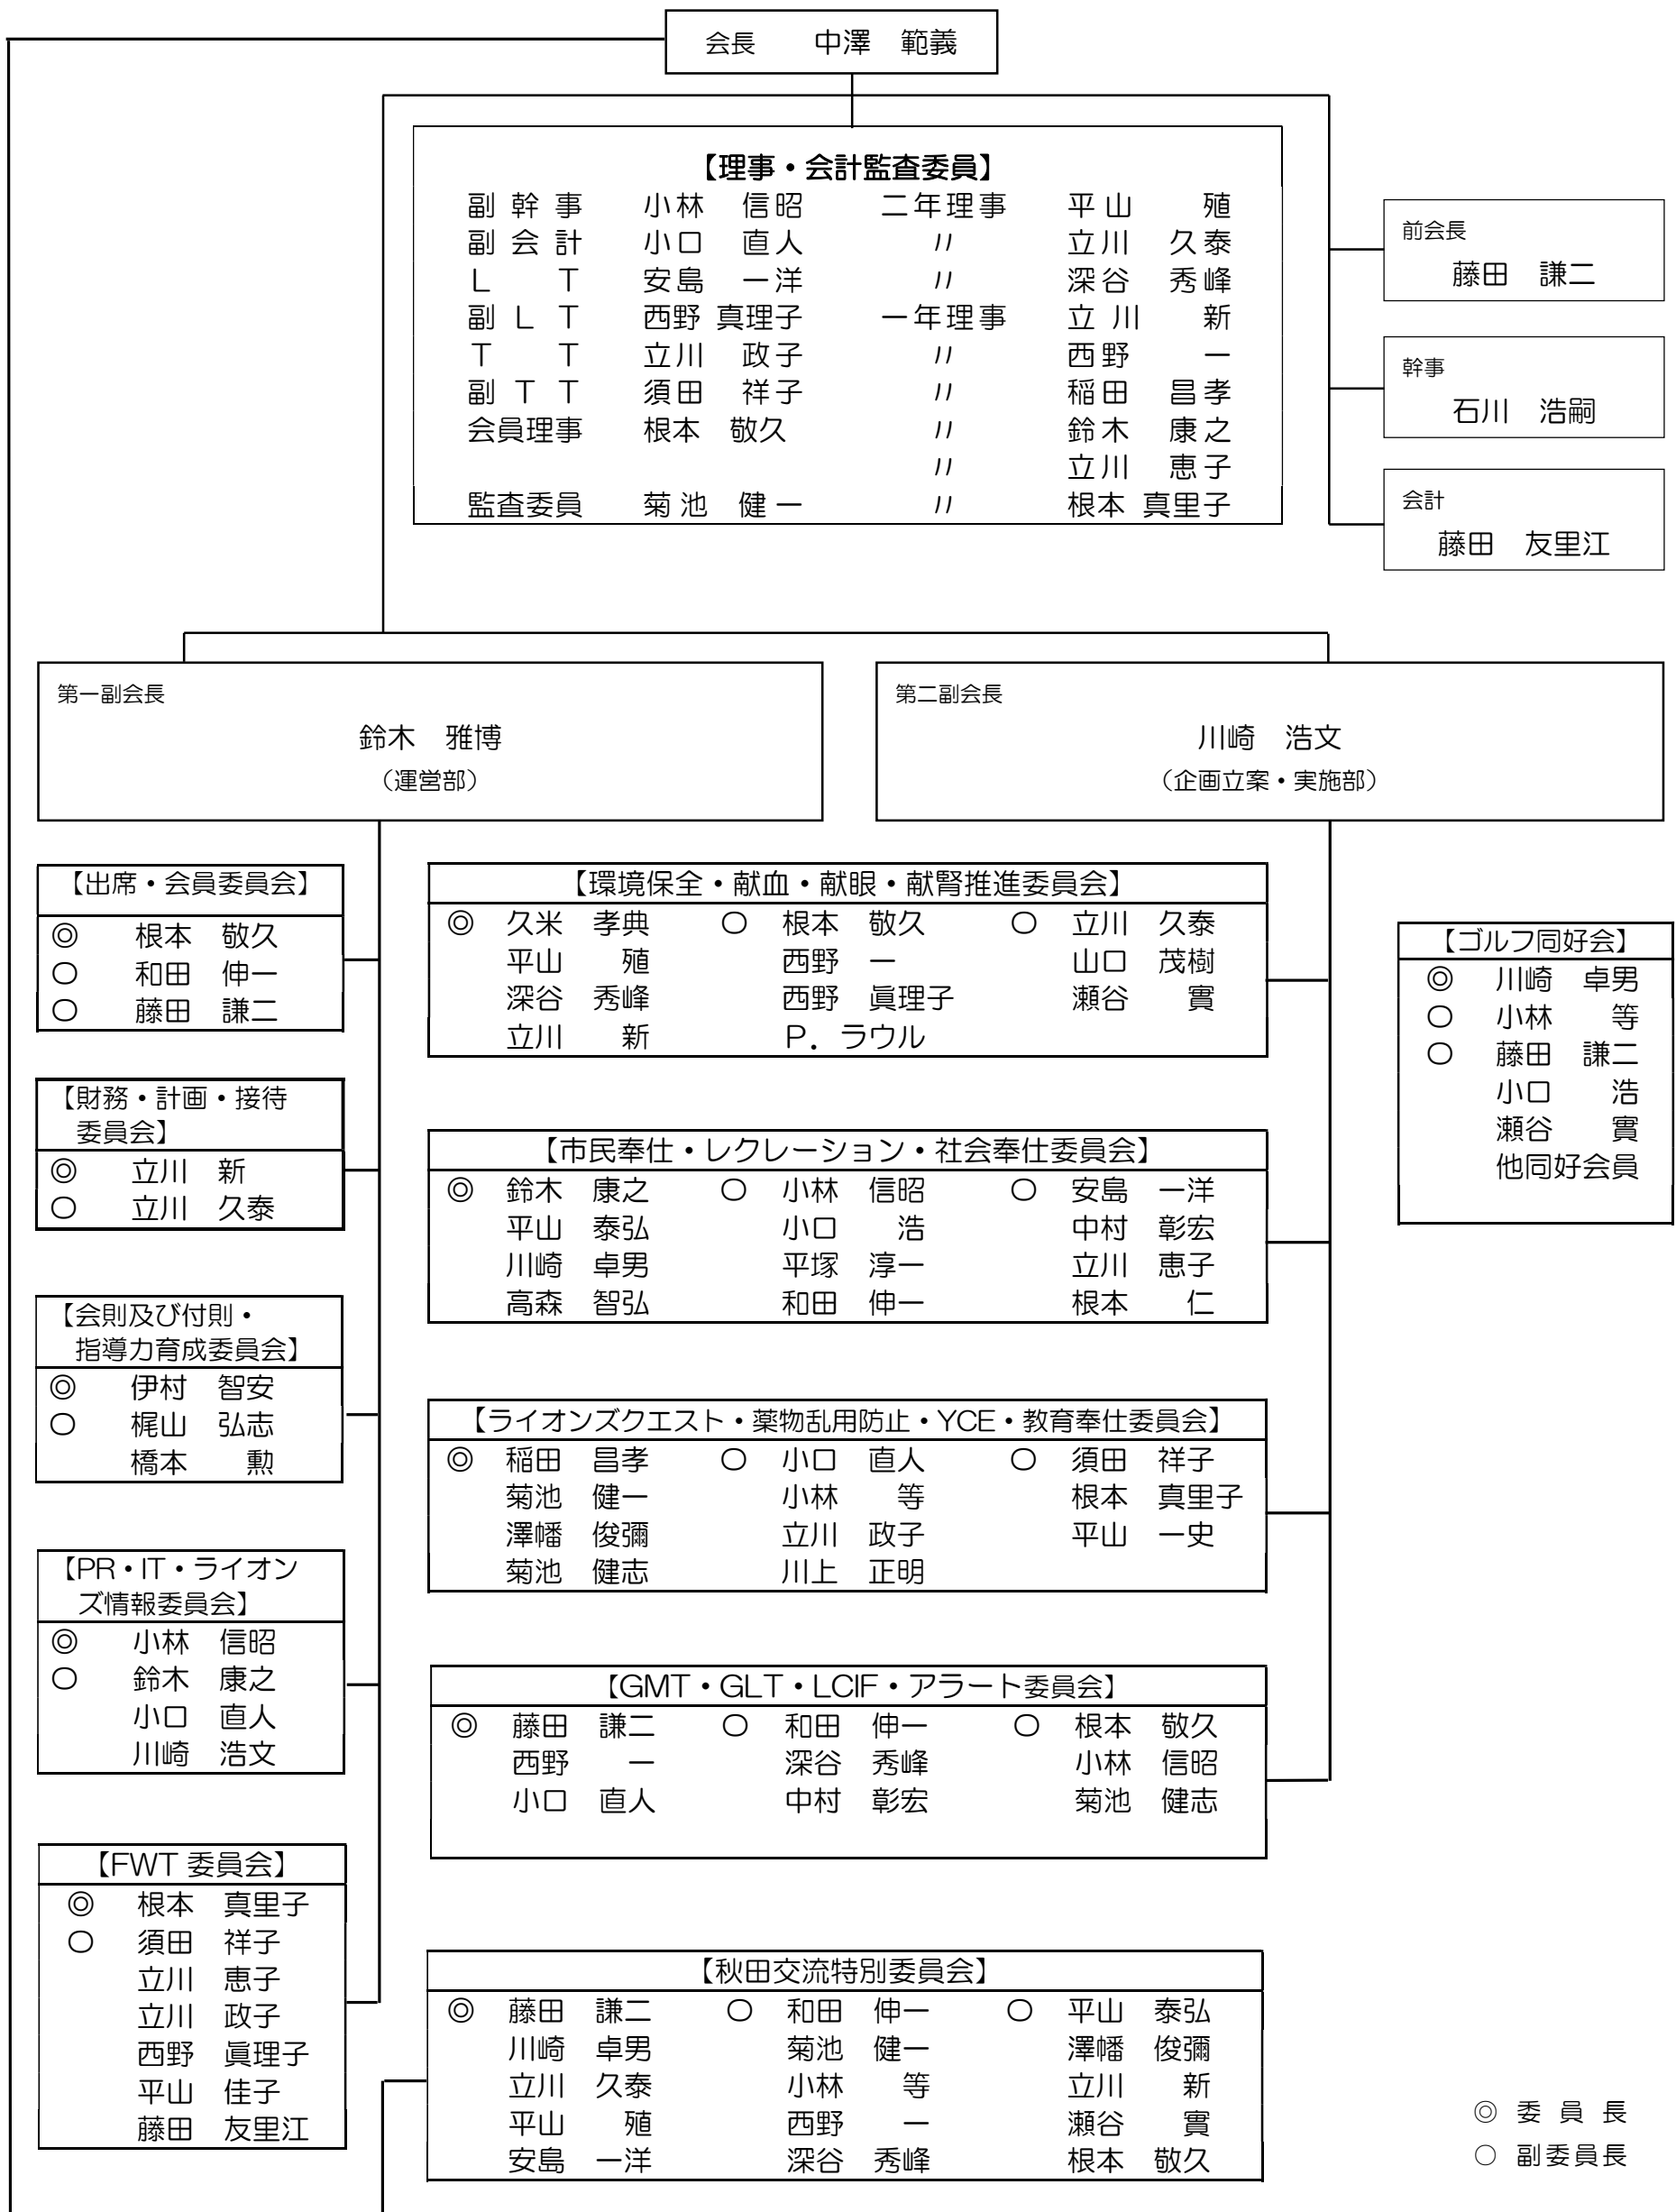 会長　中澤　範義
【理事・会計監査委員】
副幹事　小林　信昭　二年理事　平山　殖
副会計　小口　直人　〃　立川　久泰
L　T　安島　一洋　〃　深谷　秀峰
副LT　西野 真理子　一年理事　立川　新
T　T　立川　政子　〃　西野　一
副TT　須田　祥子　〃　稲田　昌孝
会員理事　根本　敬久　〃　鈴木　康之
〃　立川　恵子
監査委員　菊池　健一　〃　根本 真里子
前会長
藤田　謙二
幹事
石川　浩嗣
会計
藤田　友里江
第一副会長
鈴木　雅博
（運営部）
第二副会長
川崎　浩文
（企画立案・実施部）
【出席・会員委員会】
◎　根本　敬久
○　和田　伸一
○　藤田　謙二
【財務・計画・接待
委員会】
◎　立川　新
○　立川　久泰
【会則及び付則・
指導力育成委員会】
◎　伊村　智安
○　梶山　弘志
橋本　勲
【PR・IT・ライオン
ズ情報委員会】
◎　小林　信昭
○　鈴木　康之
小口　直人
川崎　浩文
【FWT 委員会】
◎　根本　真里子
○　須田　祥子
立川　恵子
立川　政子
西野　眞理子
平山　佳子
藤田　友里江
【環境保全・献血・献眼・献腎推進委員会】
◎　久米　孝典　○　根本　敬久　○　立川　久泰
平山　殖　西野　一　山口　茂樹
深谷　秀峰　西野　眞理子　瀬谷　實
立川　新　P．ラウル
【市民奉仕・レクレーション・社会奉仕委員会】
◎　鈴木　康之　○　小林　信昭　○　安島　一洋
平山　泰弘　小口　浩　中村　彰宏
川崎　卓男　平塚　淳一　立川　恵子
高森　智弘　和田　伸一　根本　仁
【ライオンズクエスト・薬物乱用防止・YCE・教育奉仕委員会】
◎　稲田　昌孝　○　小口　直人　○　須田　祥子
菊池　健一　小林　等　根本　真里子
澤幡　俊彌　立川　政子　平山　一史
菊池　健志　川上　正明
【GMT・GLT・LCIF・アラート委員会】
◎　藤田　謙二　○　和田　伸一　○　根本　敬久
西野　一　深谷　秀峰　小林　信昭
小口　直人　中村　彰宏　菊池　健志
【秋田交流特別委員会】
◎　藤田　謙二　○　和田　伸一　○　平山　泰弘
川崎　卓男　菊池　健一　澤幡　俊彌
立川　久泰　小林　等　立川　新
平山　殖　西野　一　瀬谷　實
安島　一洋　深谷　秀峰　根本　敬久
【ゴルフ同好会】
◎　川崎　卓男
○　小林　等
○　藤田　謙二
小口　浩
瀬谷　實
他同好会員
◎ 委員長
○ 副委員長